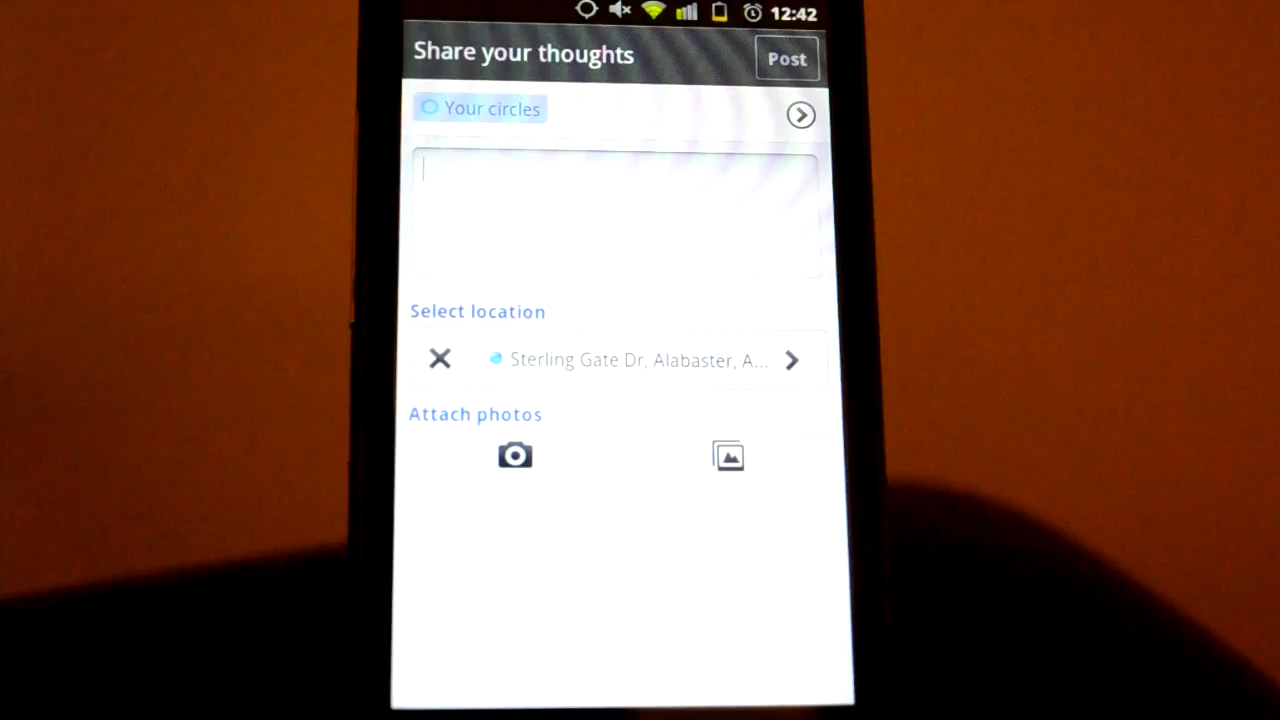 12:42
Share your thoughts
Post
Your circles
Select location
Sterling Gate Dr, Alabaster, A...
Attach photos